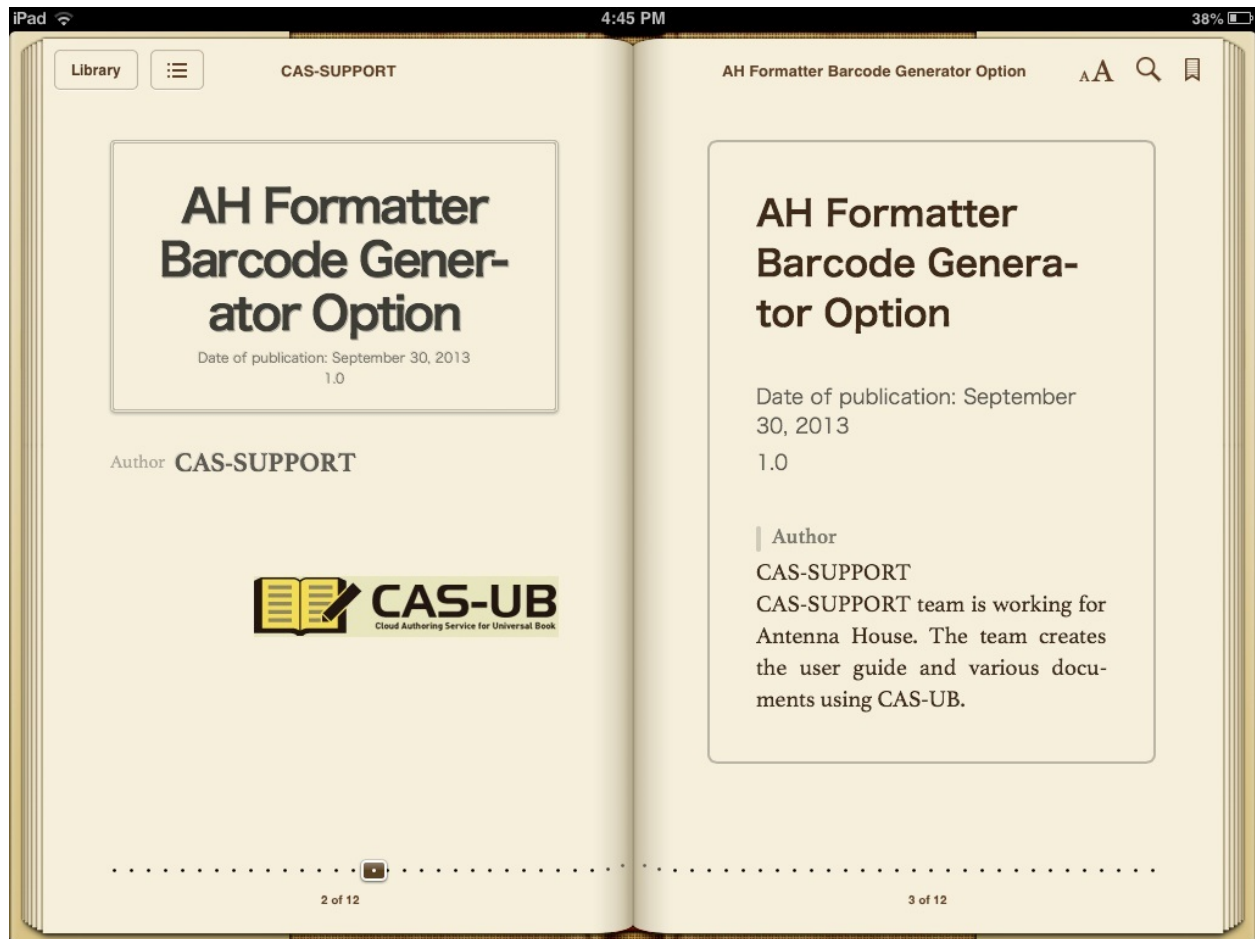 iPad 4:45 PM 38%
Library CAS-SUPPORT
AH Formatter
Barcode Gener-
ator Option
Date of publication: September 30, 2013
1.0
Author CAS-SUPPORT
CAS-UB
Cloud Authoring Service for Universal Book
2 of 12
AH Formatter Barcode Generator Option AA
AH Formatter
Barcode Genera-
tor Option
Date of publication: September
30, 2013
1.0
Author
CAS-SUPPORT
CAS-SUPPORT team is working for
Antenna House. The team creates
the user guide and various docu-
ments using CAS-UB.
3 of 12